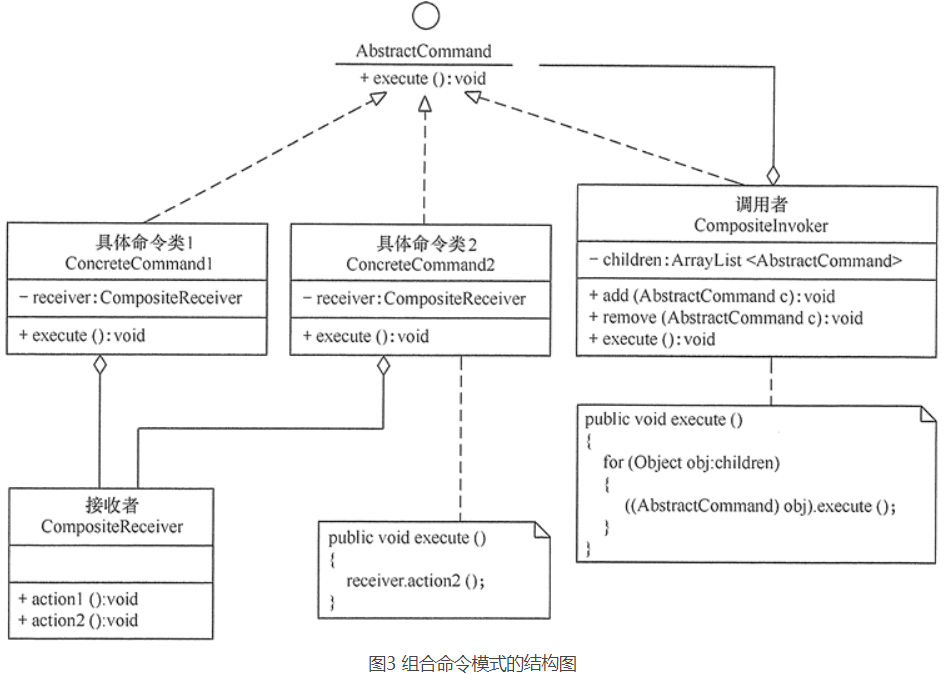 AbstractCommand
+ execute ( ) : void
具体命令类1
ConcreteCommand1
− receiver : CompositeReceiver
+ execute ( ) : void
具体命令类2
ConcreteCommand2
− receiver : CompositeReceiver
+ execute ( ) : void
调用者
CompositeInvoker
− children : ArrayList <AbstractCommand>
+ add (AbstractCommand c) : void
+ remove (AbstractCommand c) : void
+ execute ( ) : void
接收者
CompositeReceiver
+ action1 ( ):void
+ action2 ( ):void
public void execute ( )
{
receiver.action2 ( );
}
public void execute ( )
{
for (Object obj:children)
{
((AbstractCommand) obj).execute ( );
}
}
图3 组合命令模式的结构图